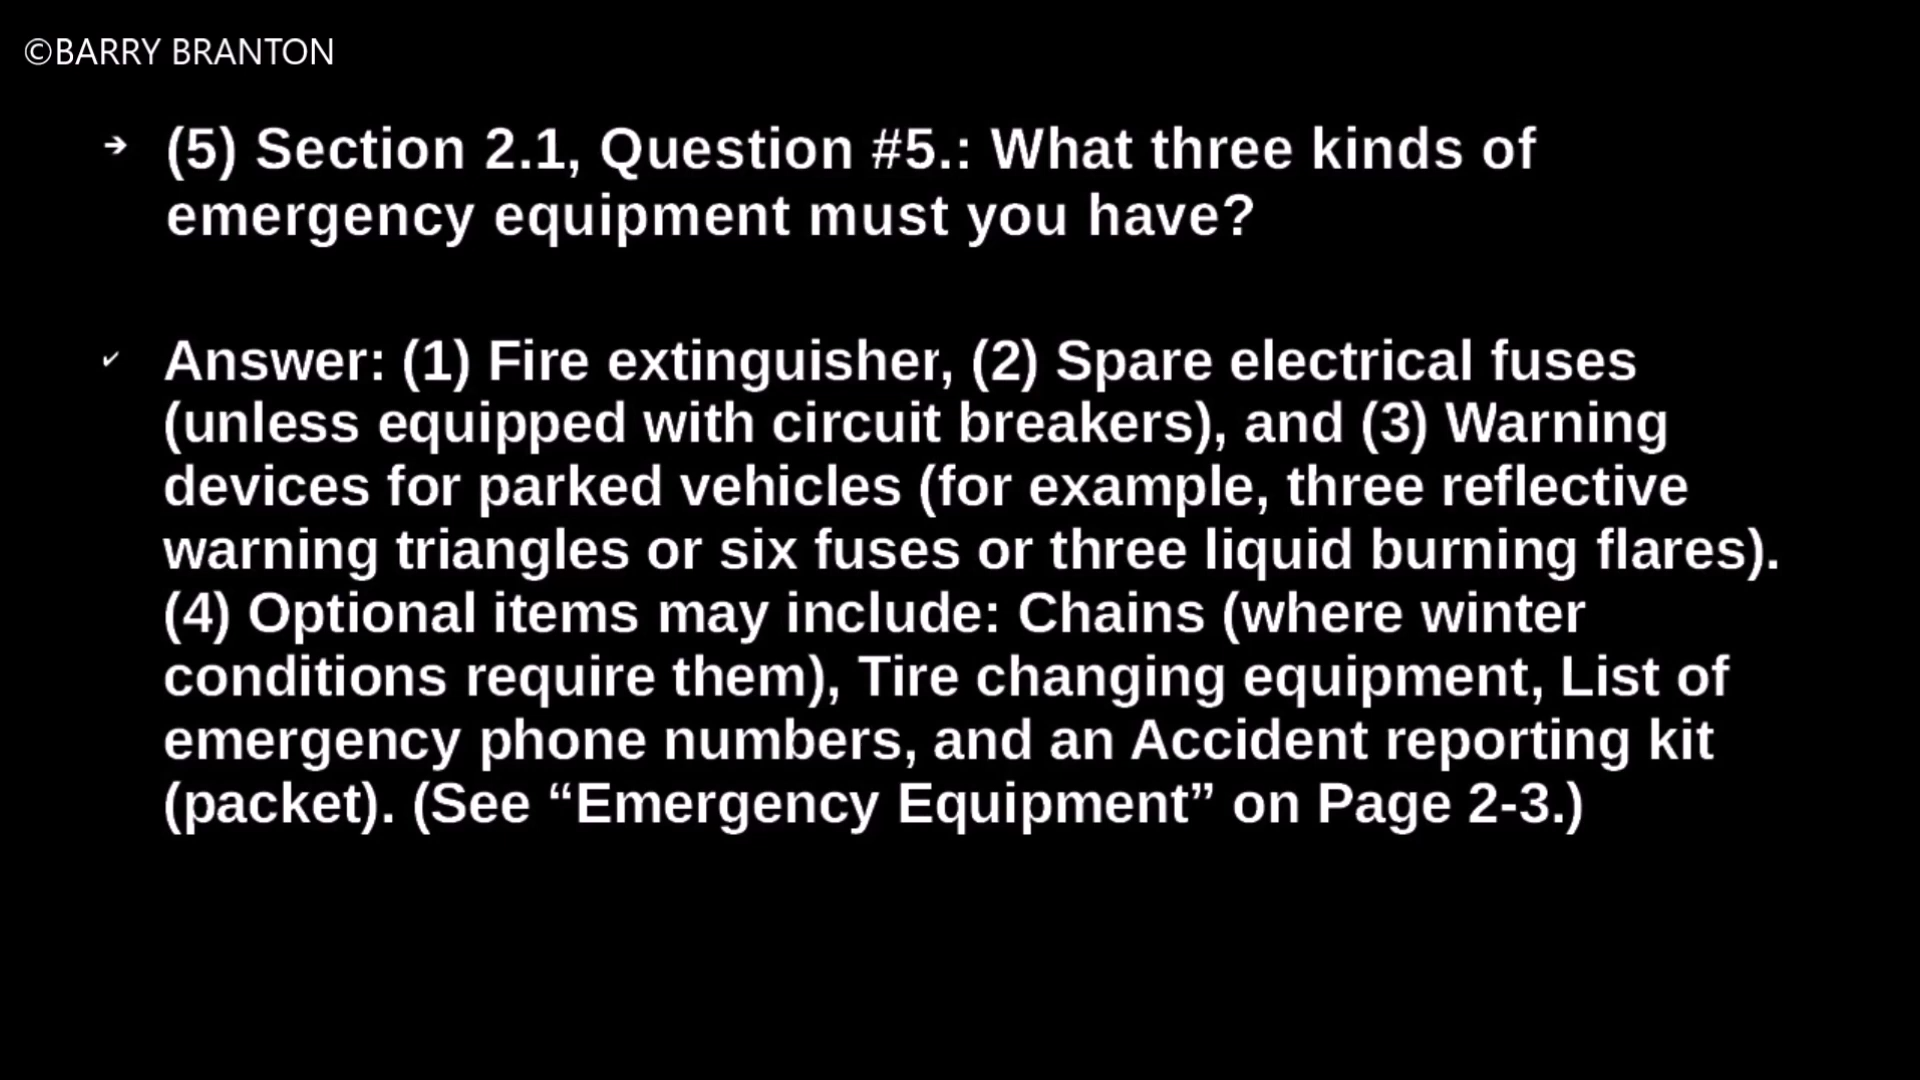 ©BARRY BRANTON
➔ (5) Section 2.1, Question #5.: What three kinds of
emergency equipment must you have?
✓ Answer: (1) Fire extinguisher, (2) Spare electrical fuses
(unless equipped with circuit breakers), and (3) Warning
devices for parked vehicles (for example, three reflective
warning triangles or six fuses or three liquid burning flares).
(4) Optional items may include: Chains (where winter
conditions require them), Tire changing equipment, List of
emergency phone numbers, and an Accident reporting kit
(packet). (See “Emergency Equipment” on Page 2-3.)